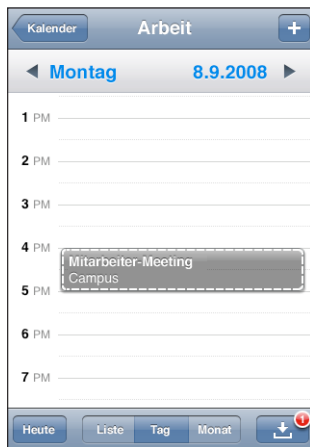 Kalender Arbeit +
Montag 8.9.2008
1 PM
2 PM
3 PM
4 PM
Mitarbeiter-Meeting
Campus
5 PM
6 PM
7 PM
Heute Liste Tag Monat 1